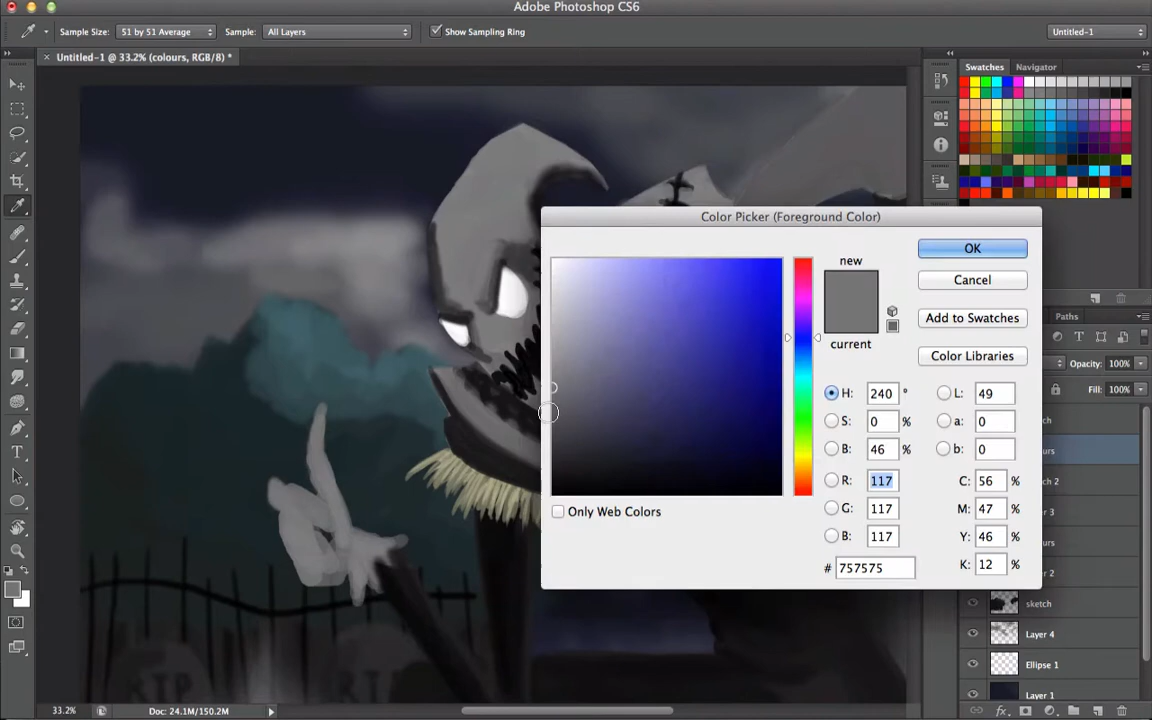 Adobe Photoshop CS6
Sample Size: 51 by 51 Average Sample: All Layers Show Sampling Ring Untitled-1
Untitled-1 @ 33.2% (colours, RGB/8) *
Swatches Navigator
Color Picker (Foreground Color)
new
OK
Cancel
Add to Swatches
current
Color Libraries
Paths
Opacity: 100%
Fill: 100%
H: 240 °
L: 49
S: 0 %
a: 0
B: 46 %
b: 0
R: 117
C: 56 %
G: 117
M: 47 %
B: 117
Y: 46 %
# 757575
K: 12 %
Only Web Colors
sketch
Layer 4
Ellipse 1
Layer 1
RIP
33.2% Doc: 24.1M/150.2M